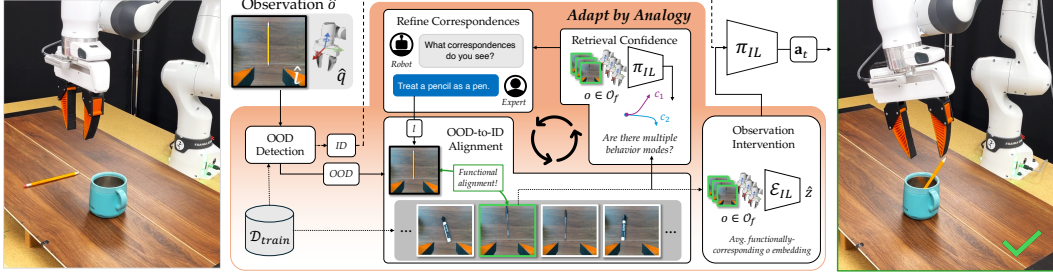 Observation ô
î
q̂
Refine Correspondences
Robot
What correspondences
do you see?
Treat a pencil as a pen.
Expert
Adapt by Analogy
Retrieval Confidence
π_IL
o ∈ O_f
c_1
c_2
Are there multiple
behavior modes?
π_IL
a_t
OOD
Detection
ID
OOD
D_train
l
OOD-to-ID
Alignment
Functional
alignment!
...
...
Observation
Intervention
ε_IL
ẑ
o ∈ O_f
Avg. functionally-
corresponding o embedding